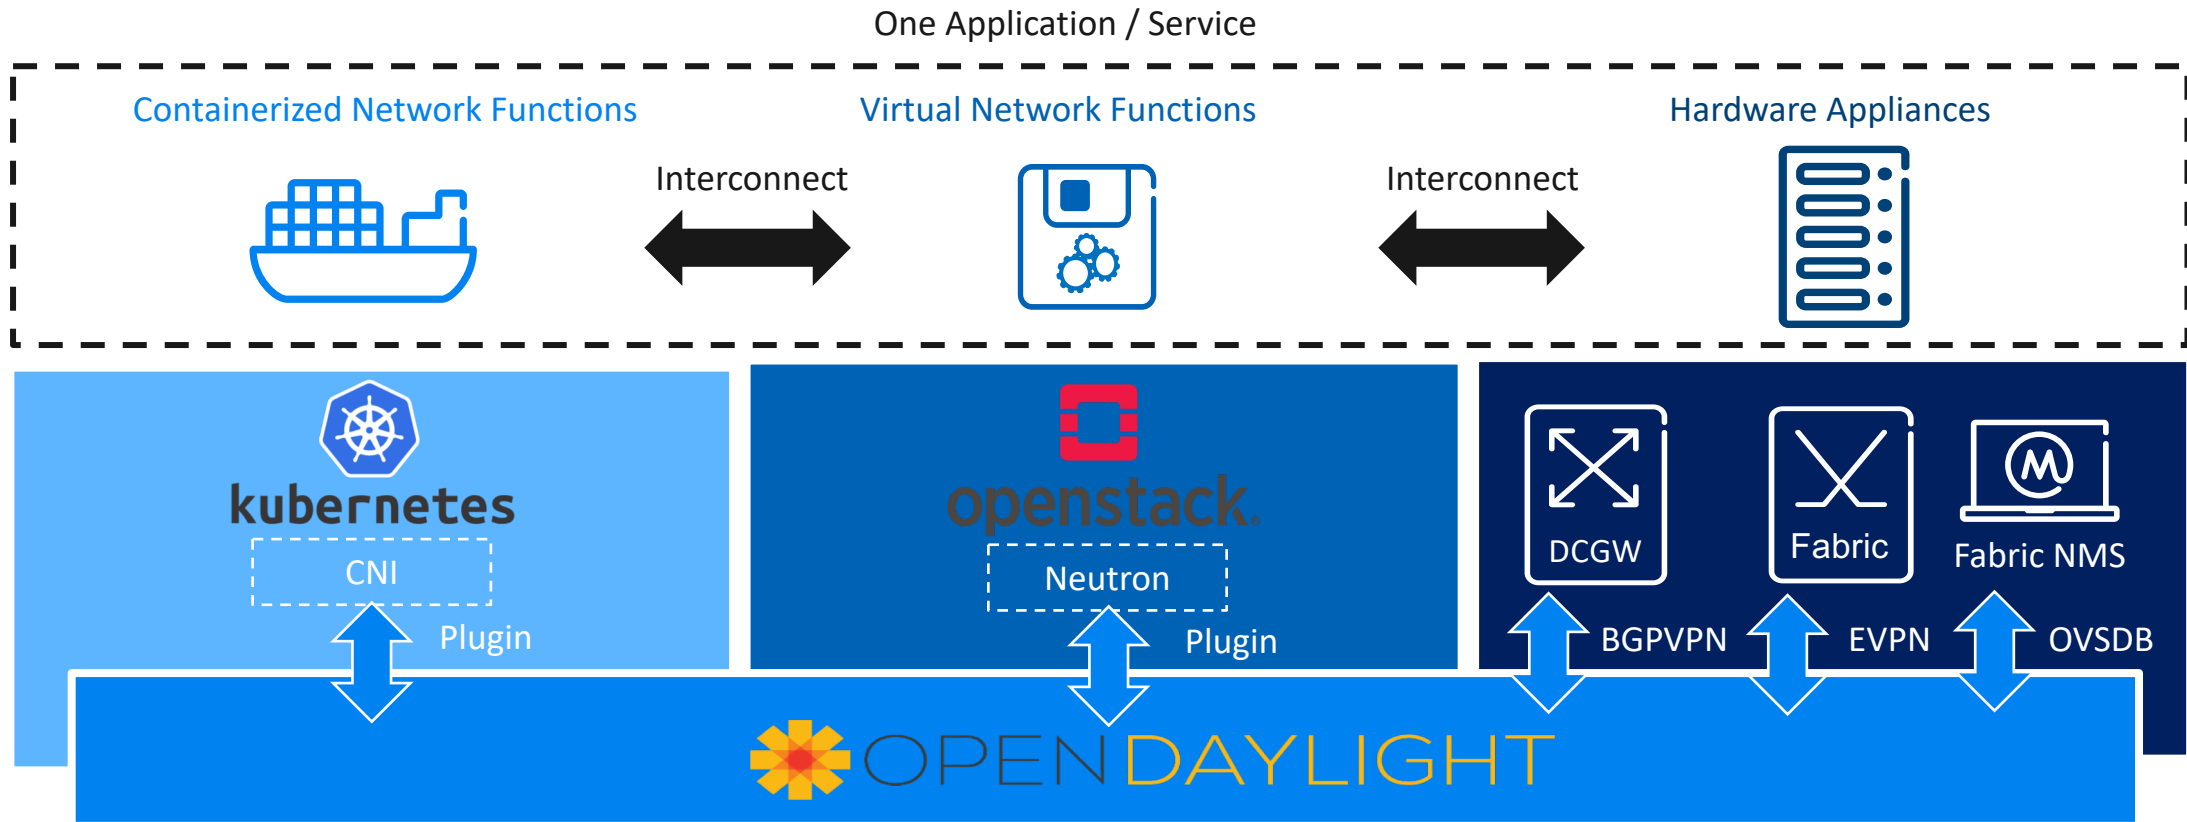 One Application / Service
Containerized Network Functions
Virtual Network Functions
Hardware Appliances
Interconnect
Interconnect
kubernetes
CNI
Plugin
openstack.
Neutron
Plugin
DCGW
Fabric
M
Fabric NMS
BGPVPN
EVPN
OVSDB
OPENDAYLIGHT